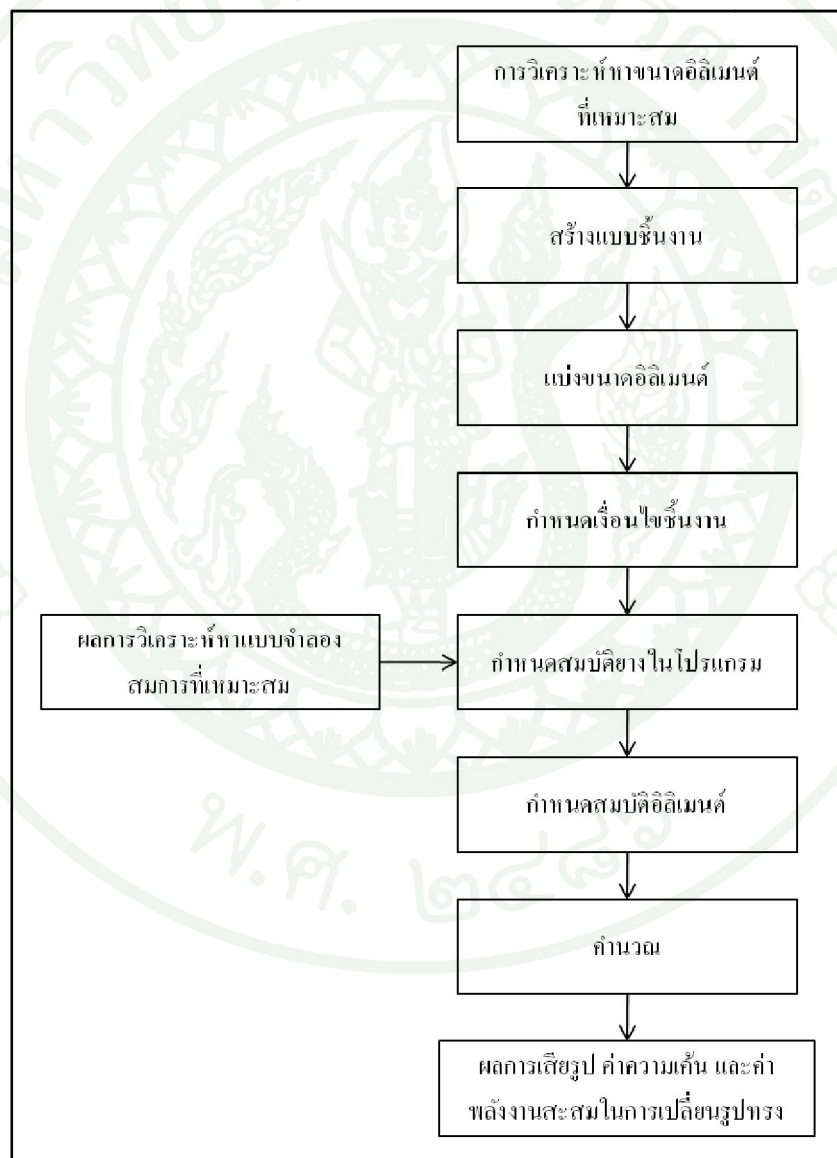 การวิเคราะห์หาขนาดอิลิเมนต์
ที่เหมาะสม
สร้างแบบชิ้นงาน
แบ่งขนาดอิลิเมนต์
กำหนดเงื่อนไขชิ้นงาน
ผลการวิเคราะห์หาแบบจำลอง
สมการที่เหมาะสม
กำหนดสมบัติยางในโปรแกรม
กำหนดสมบัติอิลิเมนต์
คำนวณ
ผลการเสียรูป ค่าความเค้น และค่า
พลังงานสะสมในการเปลี่ยนรูปทรง
พ.ศ. ๒๔๘๖